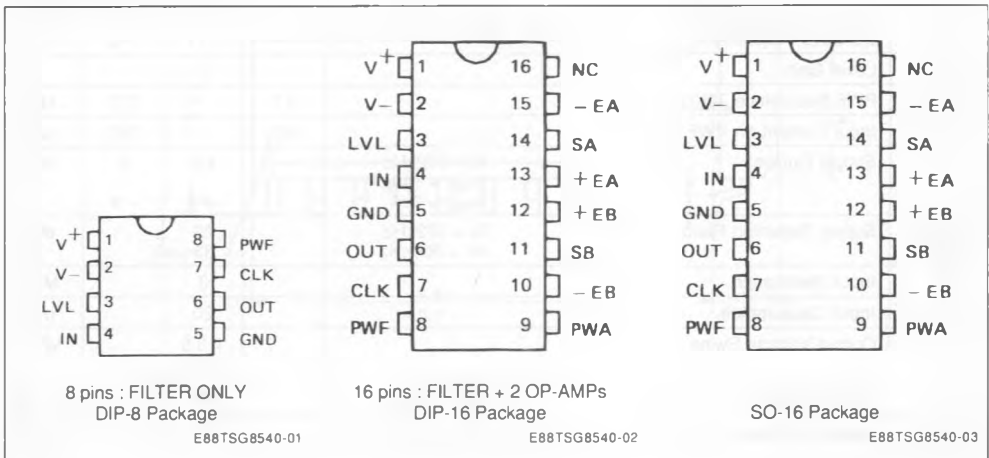 V+ 1 8 PWF
V- 2 7 CLK
LVL 3 6 OUT
IN 4 5 GND
8 pins : FILTER ONLY
DIP-8 Package
E88TSG8540-01
V+ 1 16 NC
V- 2 15 -EA
LVL 3 14 SA
IN 4 13 +EA
GND 5 12 +EB
OUT 6 11 SB
CLK 7 10 -EB
PWF 8 9 PWA
16 pins : FILTER + 2 OP-AMPs
DIP-16 Package
E88TSG8540-02
V+ 1 16 NC
V- 2 15 -EA
LVL 3 14 SA
IN 4 13 +EA
GND 5 12 +EB
OUT 6 11 SB
CLK 7 10 -EB
PWF 8 9 PWA
SO-16 Package
E88TSG8540-03